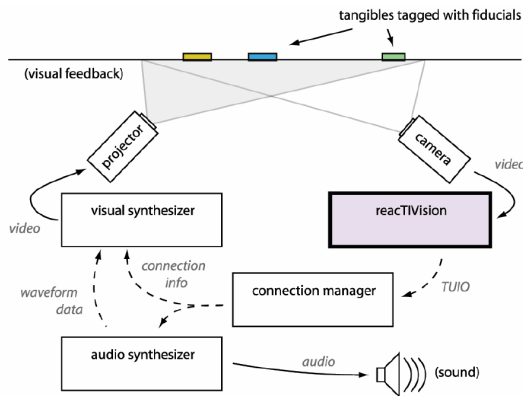 tangibles tagged with fiducials
(visual feedback)
projector
camera
video
visual synthesizer
reacTIVision
video
connection
info
TUIO
waveform
data
connection manager
audio synthesizer
audio
(sound)